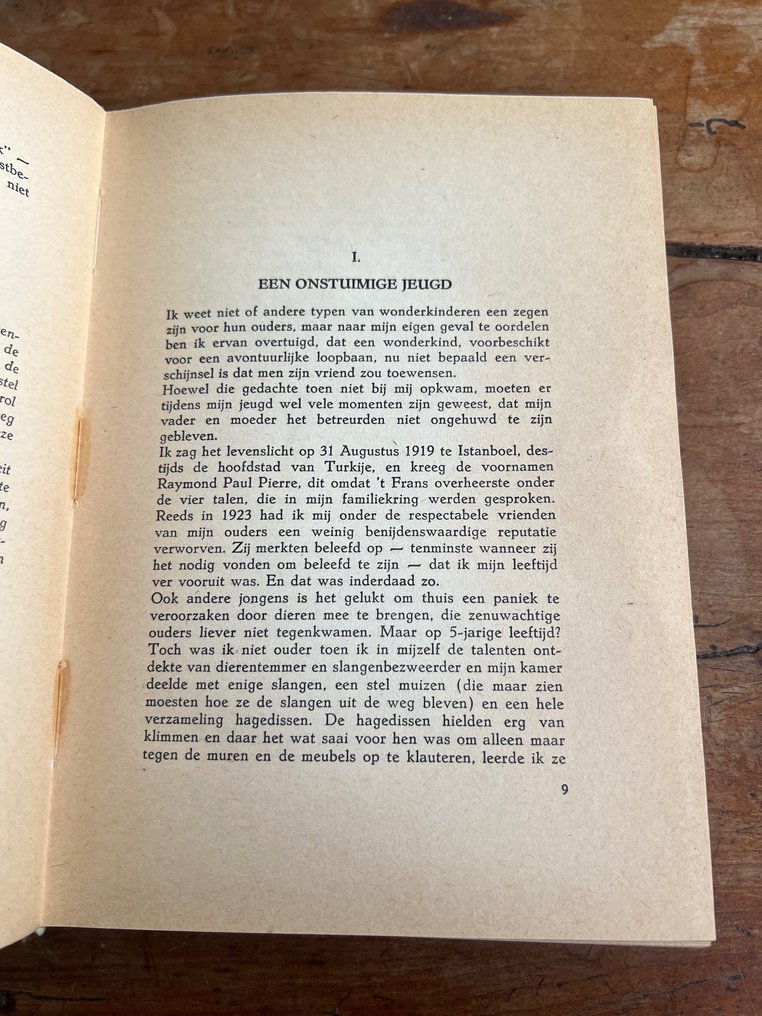 k” —
stbe-
niet
en-
de
de
stel
rol
eg
ze
eit
te
n,
g
i-
n
I.
EEN ONSTUIMIGE JEUGD
Ik weet niet of andere typen van wonderkinderen een zegen
zijn voor hun ouders, maar naar mijn eigen geval te oordelen
ben ik ervan overtuigd, dat een wonderkind, voorbeschikt
voor een avontuurlijke loopbaan, nu niet bepaald een ver-
schijnsel is dat men zijn vriend zou toewensen.
Hoewel die gedachte toen niet bij mij opkwam, moeten er
tijdens mijn jeugd wel vele momenten zijn geweest, dat mijn
vader en moeder het betreurden niet ongehuwd te zijn
gebleven.
Ik zag het levenslicht op 31 Augustus 1919 te Istanboel, des-
tijds de hoofdstad van Turkije, en kreeg de voornamen
Raymond Paul Pierre, dit omdat 't Frans overheerste onder
de vier talen, die in mijn familiekring werden gesproken.
Reeds in 1923 had ik mij onder de respectabele vrienden
van mijn ouders een weinig benijdenswaardige reputatie
verworven. Zij merkten beleefd op — tenminste wanneer zij
het nodig vonden om beleefd te zijn — dat ik mijn leeftijd
ver vooruit was. En dat was inderdaad zo.
Ook andere jongens is het gelukt om thuis een paniek te
veroorzaken door dieren mee te brengen, die zenuwachtige
ouders liever niet tegenkwamen. Maar op 5-jarige leeftijd?
Toch was ik niet ouder toen ik in mijzelf de talenten ont-
dekte van dierentemmer en slangenbezweerder en mijn kamer
deelde met enige slangen, een stel muizen (die maar zien
moesten hoe ze de slangen uit de weg bleven) en een hele
verzameling hagedissen. De hagedissen hielden erg van
klimmen en daar het wat saai voor hen was om alleen maar
tegen de muren en de meubels op te klauteren, leerde ik ze
9